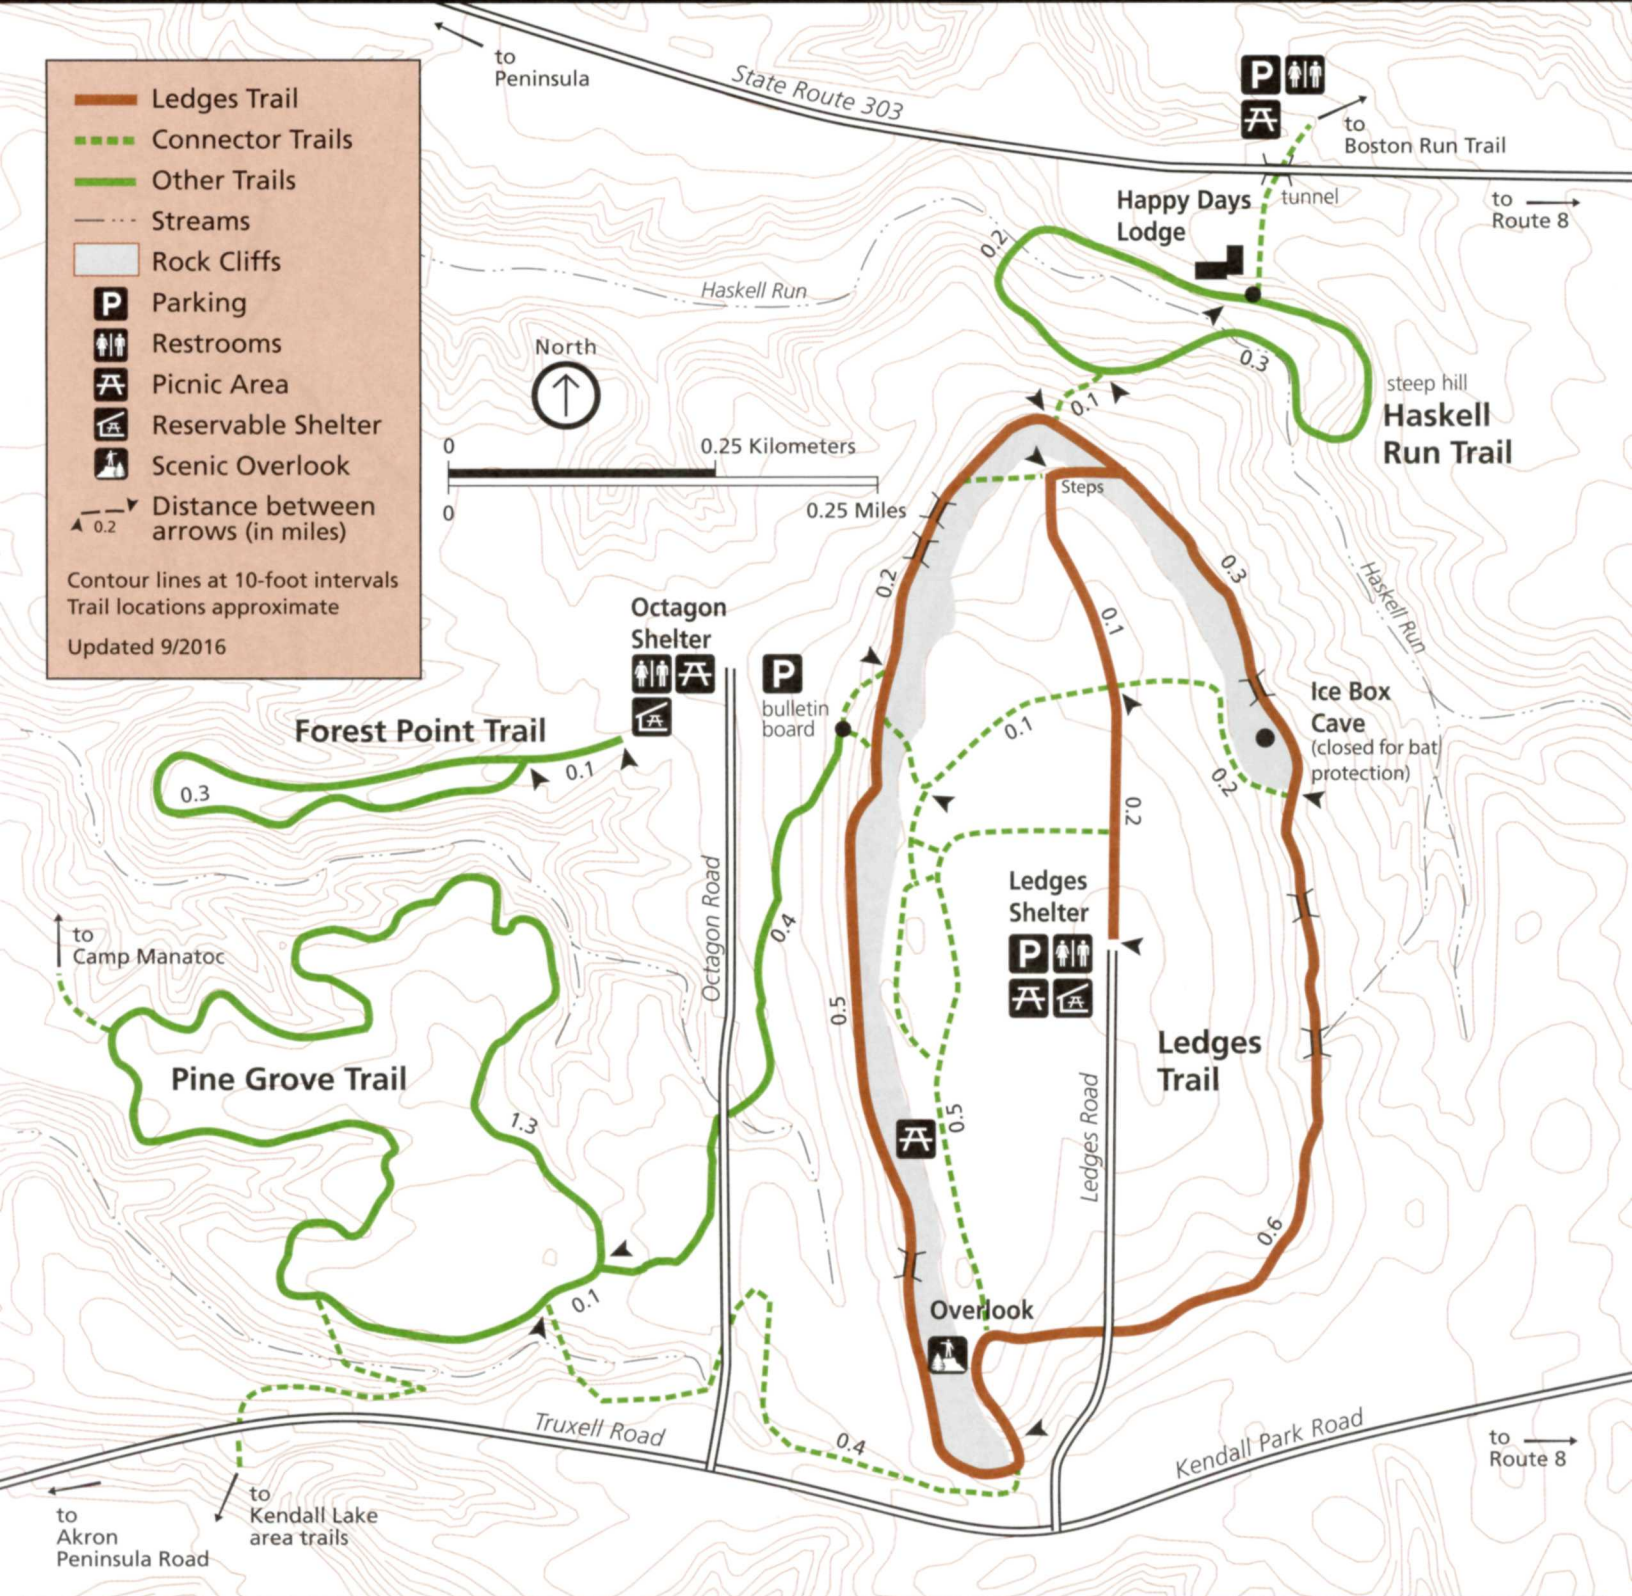 Ledges Trail
Connector Trails
Other Trails
Streams
Rock Cliffs
P Parking
Restrooms
Picnic Area
Reservable Shelter
Scenic Overlook
0.2
Distance between
arrows (in miles)
Contour lines at 10-foot intervals
Trail locations approximate
Updated 9/2016
to
Peninsula
State Route 303
P
to
Boston Run Trail
tunnel
to
Route 8
Happy Days
Lodge
0.2
Haskell Run
0.3
steep hill
Haskell
Run Trail
North
0
0.25 Kilometers
0
0.25 Miles
0.1
Steps
0.2
0.3
0.1
Haskell Run
Octagon
Shelter
P
bulletin
board
Forest Point Trail
0.1
0.3
0.1
Ice Box
Cave
(closed for bat
protection)
0.2
0.2
Octagon Road
0.4
Ledges
Shelter
P
to
Camp Manatoc
0.5
Ledges
Trail
Pine Grove Trail
1.3
0.5
Ledges Road
0.6
0.1
Overlook
0.4
Truxell Road
Kendall Park Road
to
Route 8
to
Akron
Peninsula Road
to
Kendall Lake
area trails